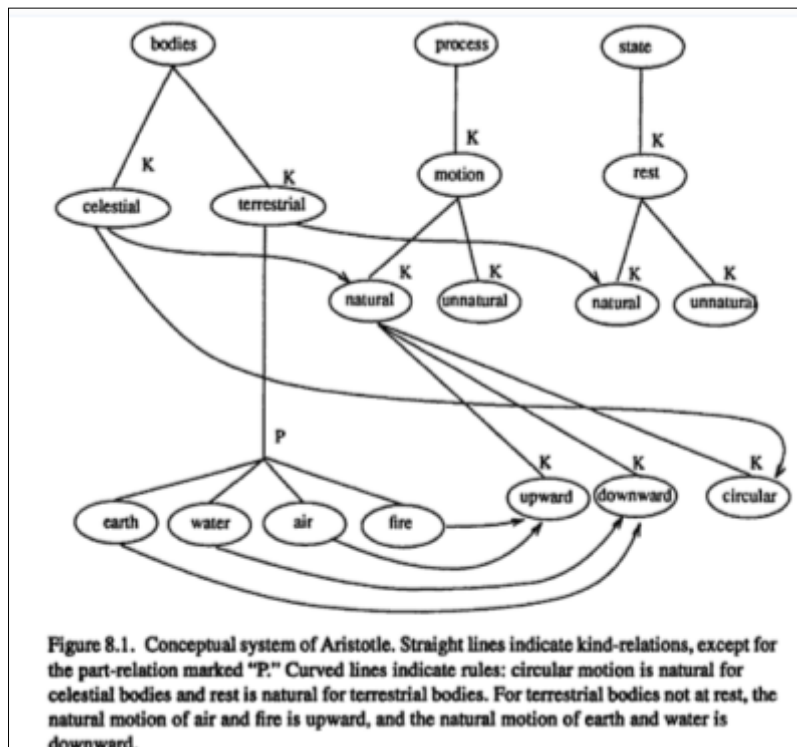 bodies process state
K K K
K
celestial terrestrial motion rest
K K K K
natural unnatural natural unnatural
P
K K K
earth water air fire upward downward circular
Figure 8.1. Conceptual system of Aristotle. Straight lines indicate kind-relations, except for
the part-relation marked “P.” Curved lines indicate rules: circular motion is natural for
celestial bodies and rest is natural for terrestrial bodies. For terrestrial bodies not at rest, the
natural motion of air and fire is upward, and the natural motion of earth and water is
downward.